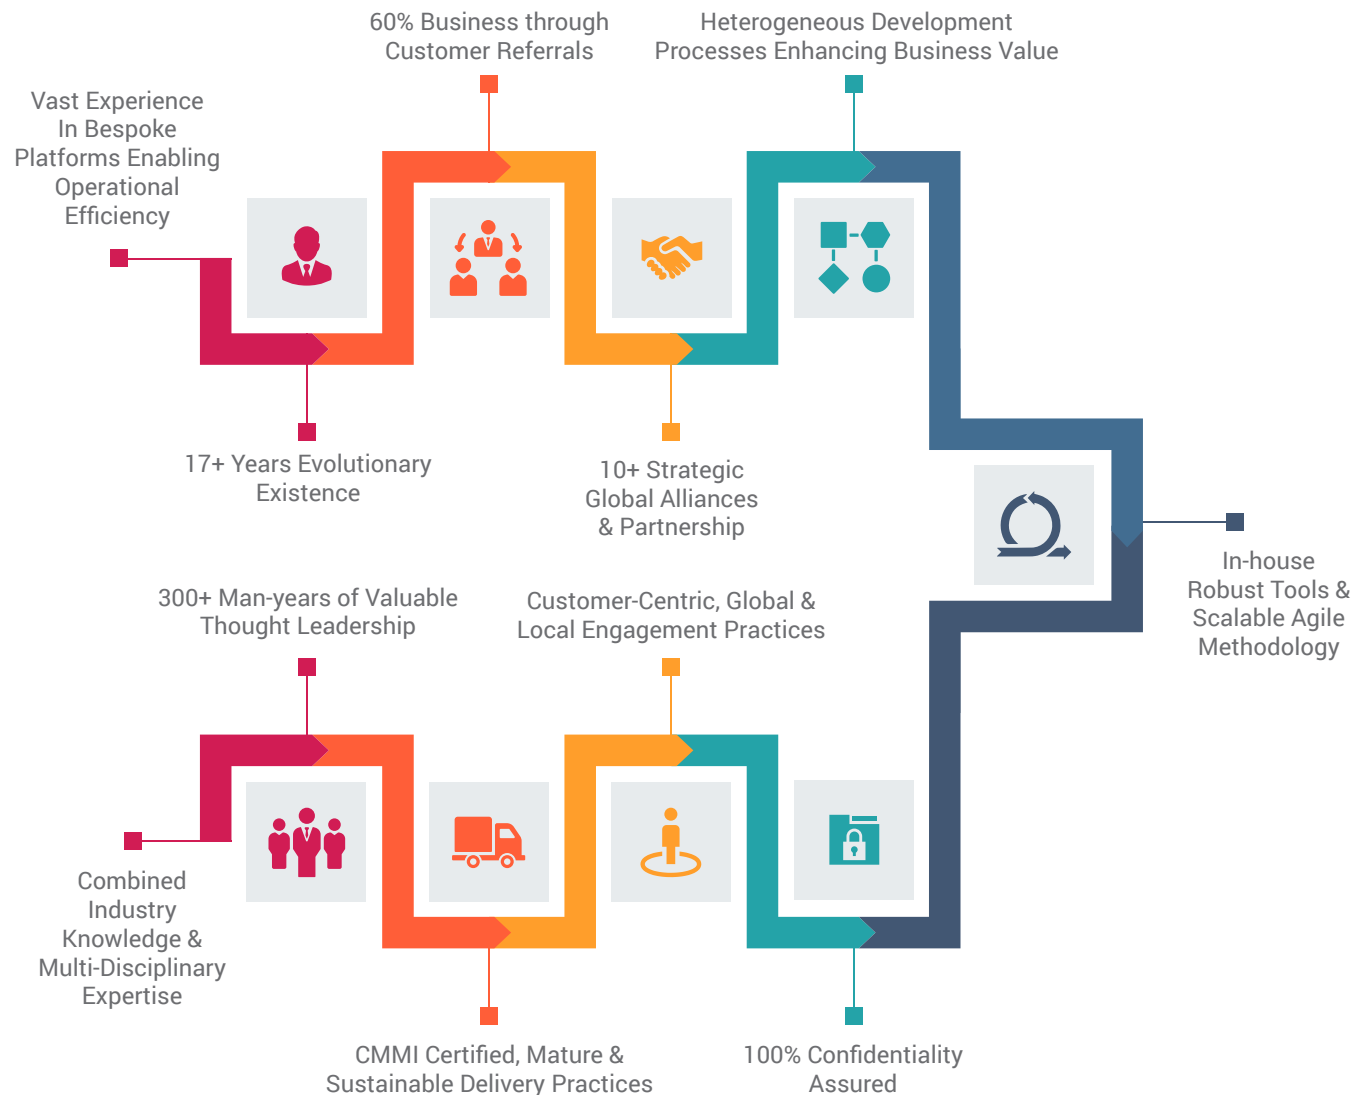 60% Business through
Customer Referrals
Heterogeneous Development
Processes Enhancing Business Value
Vast Experience
In Bespoke
Platforms Enabling
Operational
Efficiency
17+ Years Evolutionary
Existence
10+ Strategic
Global Alliances
& Partnership
In-house
Robust Tools &
Scalable Agile
Methodology
300+ Man-years of Valuable
Thought Leadership
Customer-Centric, Global &
Local Engagement Practices
Combined
Industry
Knowledge &
Multi-Disciplinary
Expertise
CMMI Certified, Mature &
Sustainable Delivery Practices
100% Confidentiality
Assured